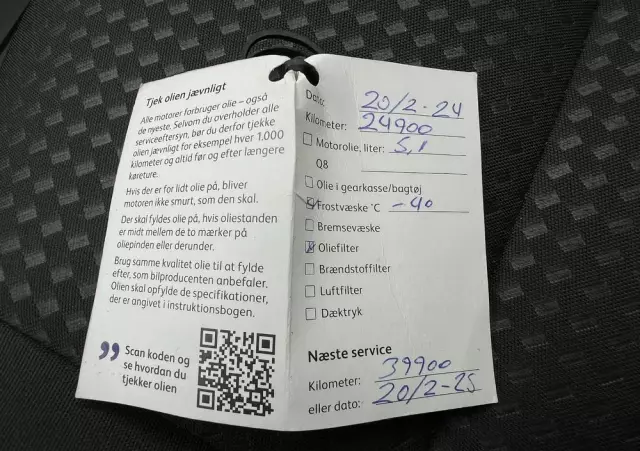 Tjek olien jævnligt
Alle motorer forbruger olie – også
de nyeste. Selvom du overholder alle
serviceeftersyn, bør du derfor tjekke
olien jævnligt for eksempel hver 1.000
kilometer og altid før og efter længere
køreture.
Hvis der er for lidt olie på, bliver
motoren ikke smurt, som den skal.
Der skal fyldes olie på, hvis oliestanden
er midt mellem de to mærker på
oliepinden eller derunder.
Brug samme kvalitet olie til at fylde
efter, som bilproducenten anbefaler.
Olien skal opfylde de specifikationer,
der er angivet i instruktionsbogen.
Scan koden og
se hvordan du
tjekker olien
Dato: 20/2-24
Kilometer: 24900
Motorolie, liter: 5,1
Q8
Olie i gearkasse/bagtøj
Frostvæske °C -40
Bremsevæske
Oliefilter
Brændstoffilter
Luftfilter
Dæktryk
Næste service
Kilometer: 39900
eller dato: 20/2-25